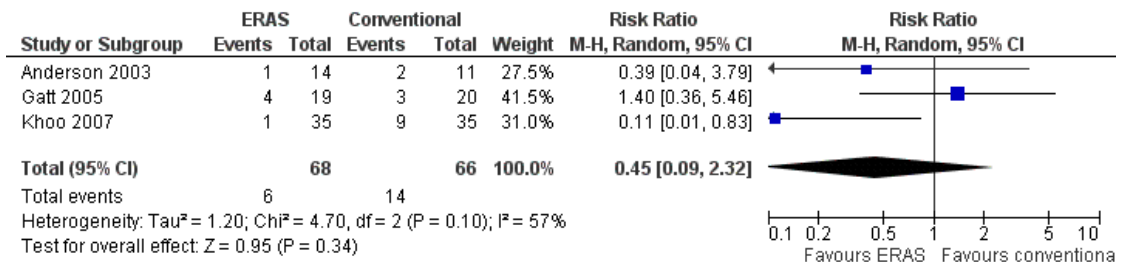 ERAS Conventional Risk Ratio Risk Ratio
Study or Subgroup Events Total Events Total Weight M-H, Random, 95% CI M-H, Random, 95% CI
Anderson 2003 1 14 2 11 27.5% 0.39 [0.04, 3.79]
Gatt 2005 4 19 3 20 41.5% 1.40 [0.36, 5.46]
Khoo 2007 1 35 9 35 31.0% 0.11 [0.01, 0.83]
Total (95% CI) 68 66 100.0% 0.45 [0.09, 2.32]
Total events 6 14
Heterogeneity: Tau² = 1.20; Chi² = 4.70, df = 2 (P = 0.10); I² = 57%
Test for overall effect: Z = 0.95 (P = 0.34)
0.1 0.2 0.5 1 2 5 10
Favours ERAS Favours conventiona